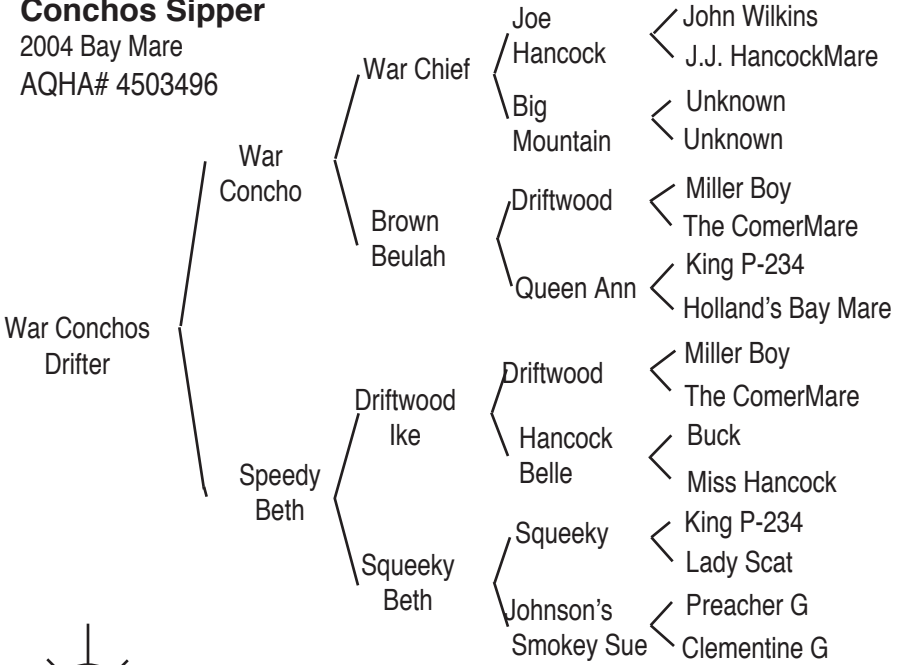 Conchos Sipper
2004 Bay Mare
AQHA# 4503496
War Conchos
Drifter
War
Concho
Speedy
Beth
War Chief
Brown
Beulah
Driftwood
Ike
Squeeky
Beth
Joe
Hancock
Big
Mountain
Driftwood
Queen Ann
Driftwood
Hancock
Belle
Squeeky
Johnson's
Smokey Sue
John Wilkins
J.J. HancockMare
Unknown
Unknown
Miller Boy
The ComerMare
King P-234
Holland's Bay Mare
Miller Boy
The ComerMare
Buck
Miss Hancock
King P-234
Lady Scat
Preacher G
Clementine G